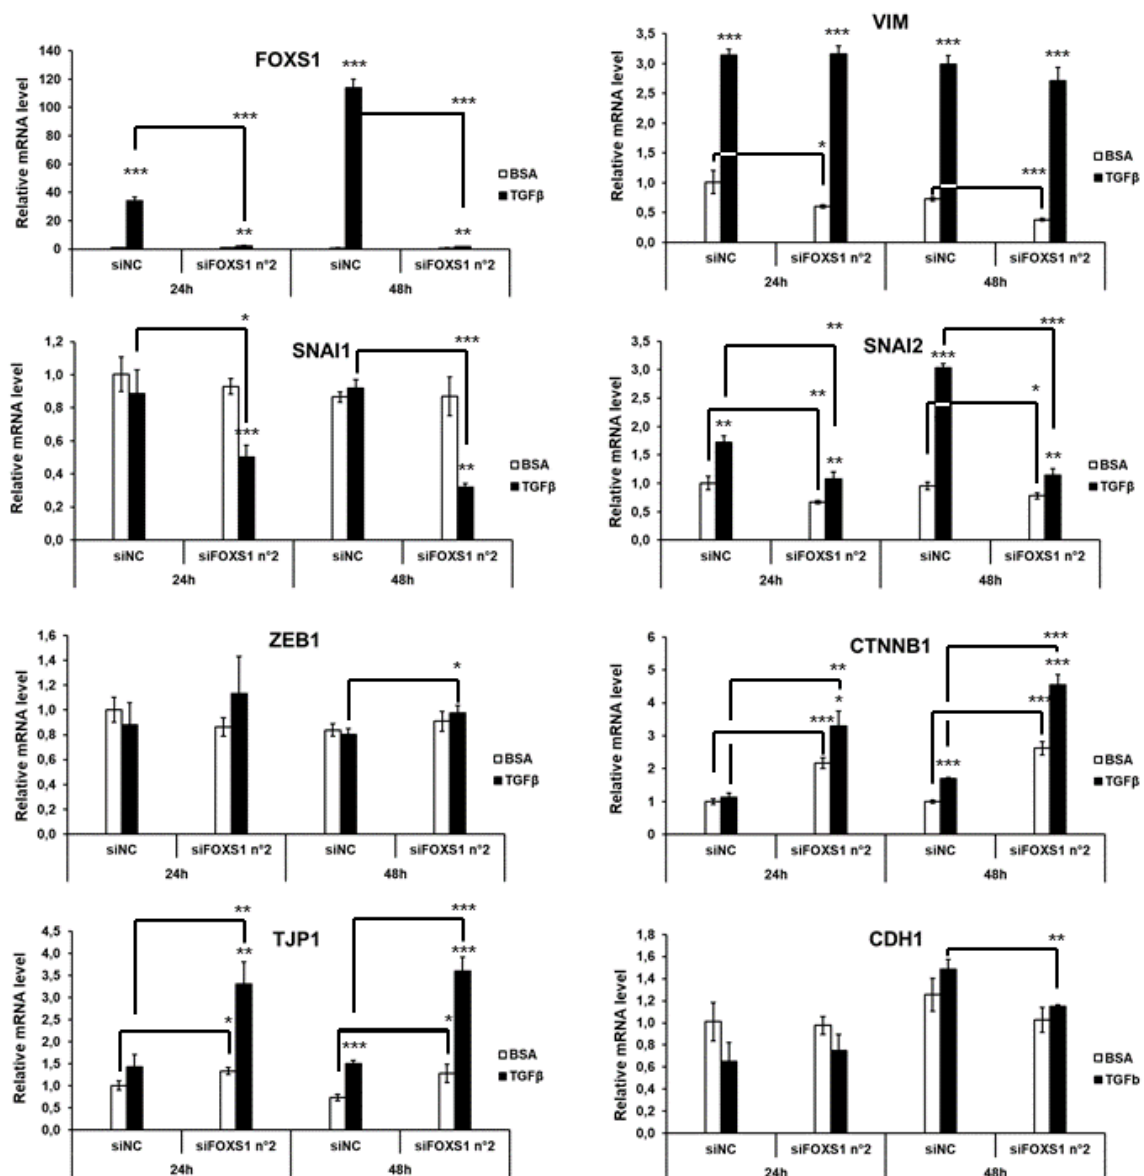 FOXS1
Relative mRNA level
140
120
100
80
60
40
20
0
***
***
**
***
***
**
BSA
TGFβ
siNC
siFOXS1 n°2
siNC
siFOXS1 n°2
24h
48h
VIM
Relative mRNA level
3,5
3,0
2,5
2,0
1,5
1,0
0,5
0,0
***
*
***
***
***
***
BSA
TGFβ
siNC
siFOXS1 n°2
siNC
siFOXS1 n°2
24h
48h
SNAI1
Relative mRNA level
1,2
1,0
0,8
0,6
0,4
0,2
0,0
*
***
***
**
BSA
TGFβ
siNC
siFOXS1 n°2
siNC
siFOXS1 n°2
24h
48h
SNAI2
Relative mRNA level
3,5
3,0
2,5
2,0
1,5
1,0
0,5
0,0
**
**
**
**
***
***
*
**
BSA
TGFβ
siNC
siFOXS1 n°2
siNC
siFOXS1 n°2
24h
48h
ZEB1
Relative mRNA level
1,6
1,4
1,2
1,0
0,8
0,6
0,4
0,2
0,0
*
BSA
TGFβ
siNC
siFOXS1 n°2
siNC
siFOXS1 n°2
24h
48h
CTNNB1
Relative mRNA level
6
5
4
3
2
1
0
**
*
***
***
***
***
***
BSA
TGFβ
siNC
siFOXS1 n°2
siNC
siFOXS1 n°2
24h
48h
TJP1
Relative mRNA level
4,5
4,0
3,5
3,0
2,5
2,0
1,5
1,0
0,5
0,0
**
**
*
***
***
*
***
BSA
TGFβ
siNC
siFOXS1 n°2
siNC
siFOXS1 n°2
24h
48h
CDH1
Relative mRNA level
1,8
1,6
1,4
1,2
1,0
0,8
0,6
0,4
0,2
0,0
**
BSA
TGFb
siNC
siFOXS1 n°2
siNC
siFOXS1 n°2
24h
48h